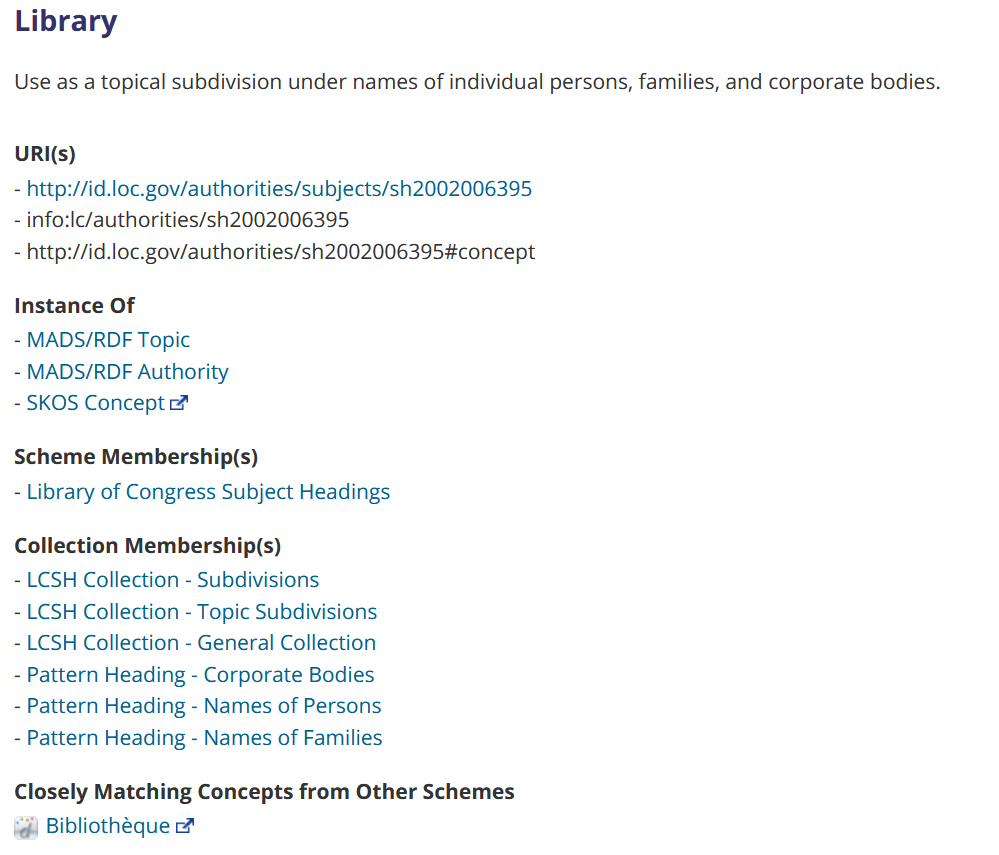 Library
Use as a topical subdivision under names of individual persons, families, and corporate bodies.
URI(s)
- http://id.loc.gov/authorities/subjects/sh2002006395
- info:lc/authorities/sh2002006395
- http://id.loc.gov/authorities/sh2002006395#concept
Instance Of
- MADS/RDF Topic
- MADS/RDF Authority
- SKOS Concept
Scheme Membership(s)
- Library of Congress Subject Headings
Collection Membership(s)
- LCSH Collection - Subdivisions
- LCSH Collection - Topic Subdivisions
- LCSH Collection - General Collection
- Pattern Heading - Corporate Bodies
- Pattern Heading - Names of Persons
- Pattern Heading - Names of Families
Closely Matching Concepts from Other Schemes
Bibliothèque